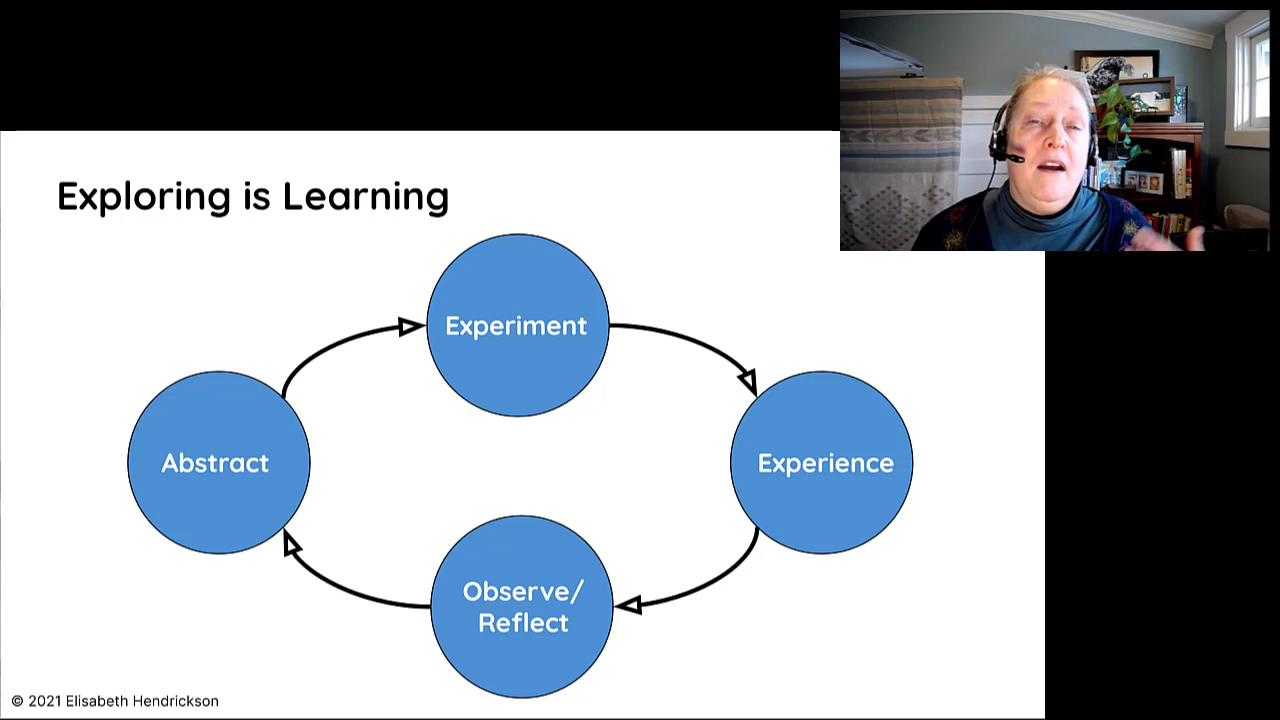 Exploring is Learning
Experiment
Abstract
Experience
Observe/
Reflect
© 2021 Elisabeth Hendrickson